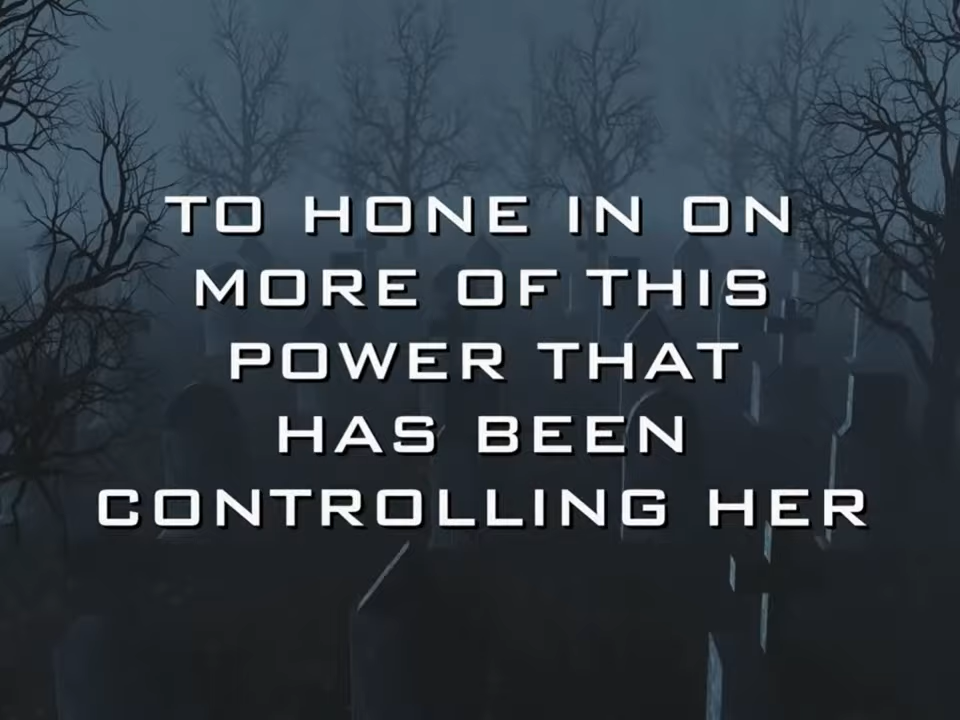 TO HONE IN ON
MORE OF THIS
POWER THAT
HAS BEEN
CONTROLLING HER